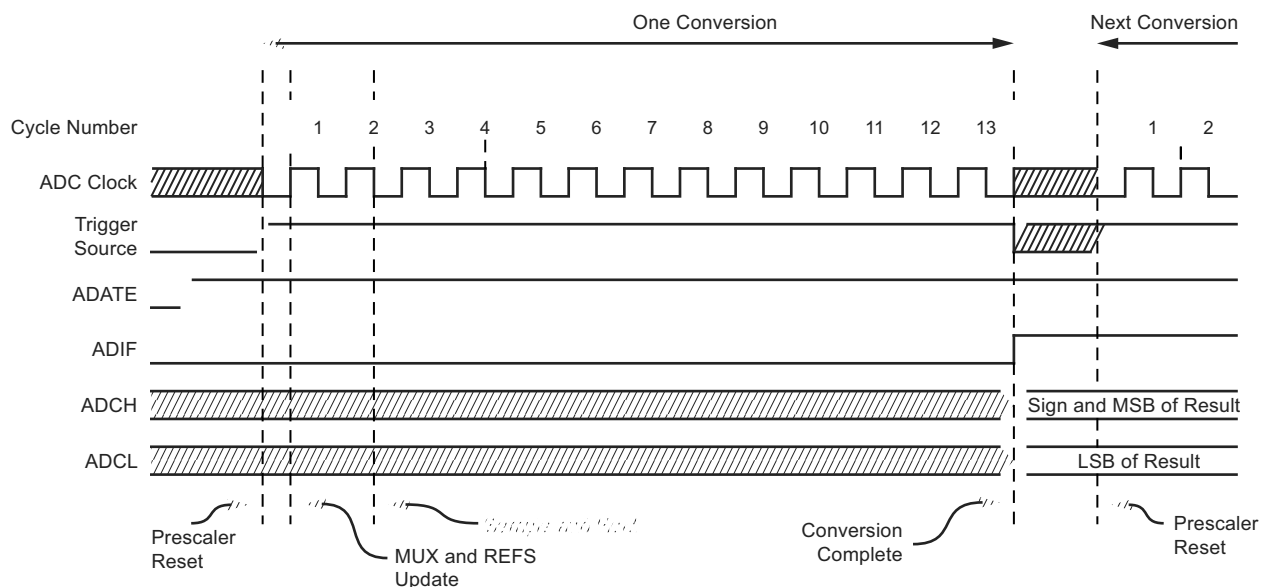 One Conversion
Next Conversion
Cycle Number
1 2 3 4 5 6 7 8 9 10 11 12 13 1 2
ADC Clock
Trigger
Source
ADATE
ADIF
ADCH
Sign and MSB of Result
ADCL
LSB of Result
Prescaler
Reset
MUX and REFS
Update
Conversion
Complete
Prescaler
Reset